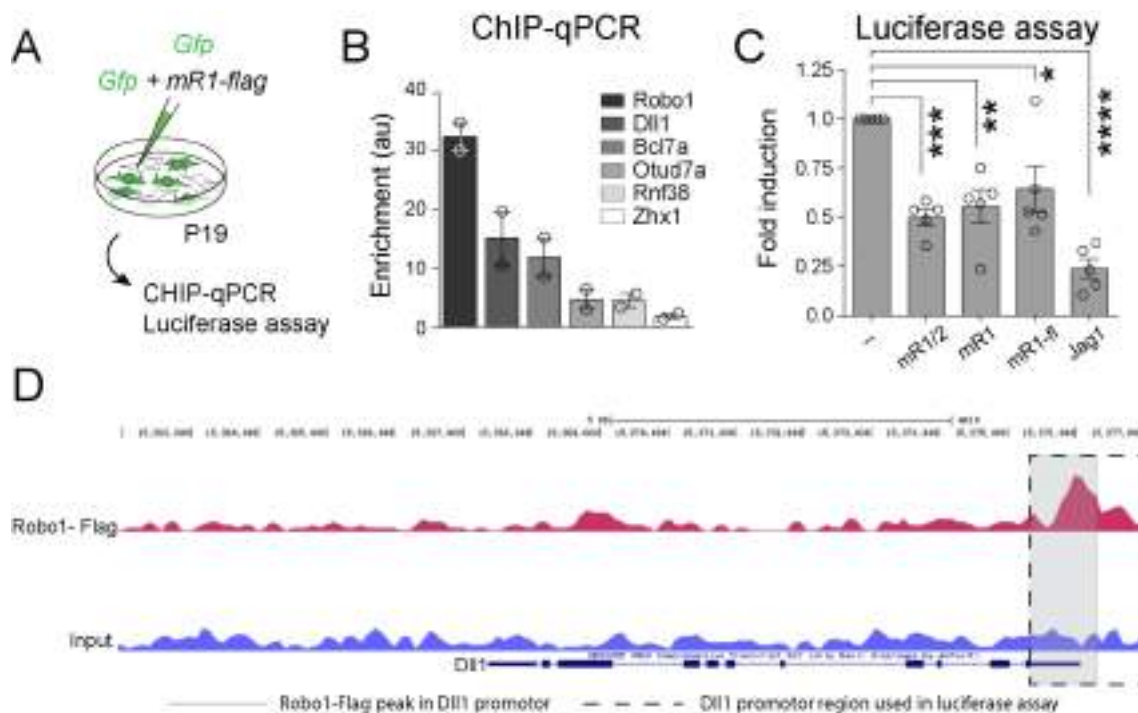 A
Gfp
Gfp + mR1-flag
P19
CHIP-qPCR
Luciferase assay
B
ChIP-qPCR
Enrichment (au)
40
30
20
10
0
Robo1
Dll1
Bcl7a
Otud7a
Rnf38
Zhx1
C
Luciferase assay
Fold induction
1.25
1.00
0.75
0.5
0.25
0.0
***
**
*
****
–
mR1/2
mR1
mR1-fl
Jag1
D
Robo1- Flag
Input
Dll1
Robo1-Flag peak in Dll1 promotor
Dll1 promotor region used in luciferase assay